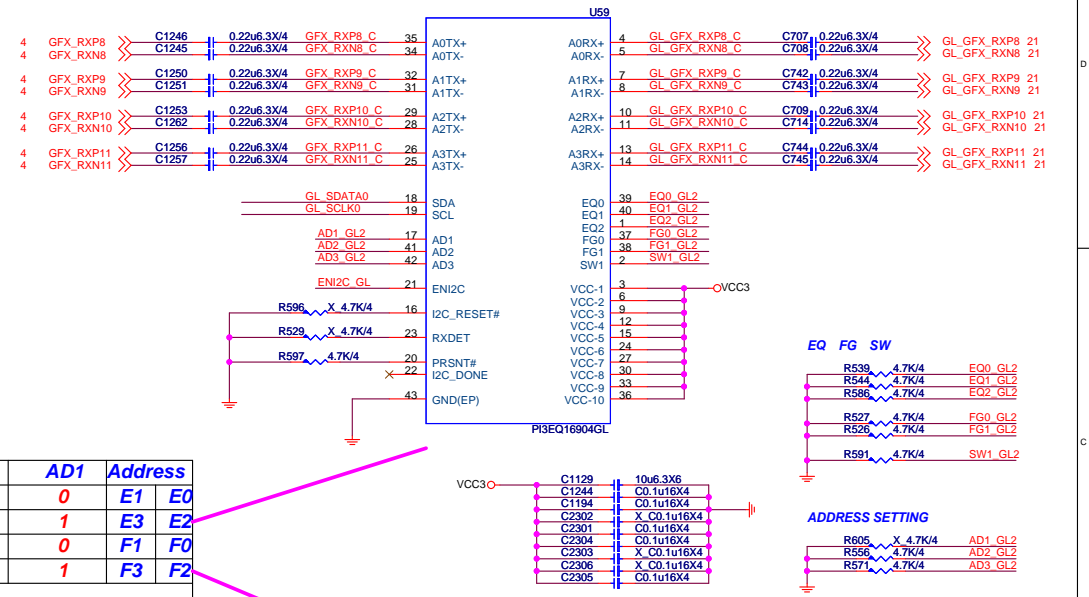 U59
4 GFX_RXP8 C1246 0.22u6.3X/4 GFX_RXP8_C 35 A0TX+ A0RX+ 4 GL_GFX_RXP8_C C707 0.22u6.3X/4 GL_GFX_RXP8 21
4 GFX_RXN8 C1245 0.22u6.3X/4 GFX_RXN8_C 34 A0TX- A0RX- 5 GL_GFX_RXN8_C C708 0.22u6.3X/4 GL_GFX_RXN8 21
D
4 GFX_RXP9 C1250 0.22u6.3X/4 GFX_RXP9_C 32 A1TX+ A1RX+ 7 GL_GFX_RXP9_C C742 0.22u6.3X/4 GL_GFX_RXP9 21
4 GFX_RXN9 C1251 0.22u6.3X/4 GFX_RXN9_C 31 A1TX- A1RX- 8 GL_GFX_RXN9_C C743 0.22u6.3X/4 GL_GFX_RXN9 21
4 GFX_RXP10 C1253 0.22u6.3X/4 GFX_RXP10_C 29 A2TX+ A2RX+ 10 GL_GFX_RXP10_C C709 0.22u6.3X/4 GL_GFX_RXP10 21
4 GFX_RXN10 C1262 0.22u6.3X/4 GFX_RXN10_C 28 A2TX- A2RX- 11 GL_GFX_RXN10_C C714 0.22u6.3X/4 GL_GFX_RXN10 21
4 GFX_RXP11 C1256 0.22u6.3X/4 GFX_RXP11_C 26 A3TX+ A3RX+ 13 GL_GFX_RXP11_C C744 0.22u6.3X/4 GL_GFX_RXP11 21
4 GFX_RXN11 C1257 0.22u6.3X/4 GFX_RXN11_C 25 A3TX- A3RX- 14 GL_GFX_RXN11_C C745 0.22u6.3X/4 GL_GFX_RXN11 21
GL_SDATA0 18 SDA EQ0 39 EQ0_GL2
GL_SCLK0 19 SCL EQ1 40 EQ1_GL2
EQ2 1 EQ2_GL2
AD1_GL2 17 AD1 FG0 37 FG0_GL2
AD2_GL2 41 AD2 FG1 38 FG1_GL2
AD3_GL2 42 AD3 SW1 2 SW1_GL2
ENI2C_GL 21 ENI2C VCC-1 3 VCC3
VCC-2 6
R596 X_4.7K/4 16 I2C_RESET# VCC-3 9
VCC-4 12
R529 X_4.7K/4 23 RXDET VCC-5 15
VCC-6 24
R597 4.7K/4 20 PRSNT# VCC-7 27
22 I2C_DONE VCC-8 30
VCC-9 33
43 GND(EP) VCC-10 36
PI3EQ16904GL
EQ FG SW
R539 4.7K/4 EQ0_GL2
R544 4.7K/4 EQ1_GL2
R586 4.7K/4 EQ2_GL2
R527 4.7K/4 FG0_GL2
R526 4.7K/4 FG1_GL2
C
R591 4.7K/4 SW1_GL2
AD1 Address
0 E1 E0
1 E3 E2
0 F1 F0
1 F3 F2
VCC3
C1129 10u6.3X6
C1244 C0.1u16X4
C1194 C0.1u16X4
C2302 X_C0.1u16X4
C2301 C0.1u16X4
C2304 C0.1u16X4
C2303 X_C0.1u16X4
C2306 X_C0.1u16X4
C2305 C0.1u16X4
ADDRESS SETTING
R605 X_4.7K/4 AD1_GL2
R556 4.7K/4 AD2_GL2
R571 4.7K/4 AD3_GL2